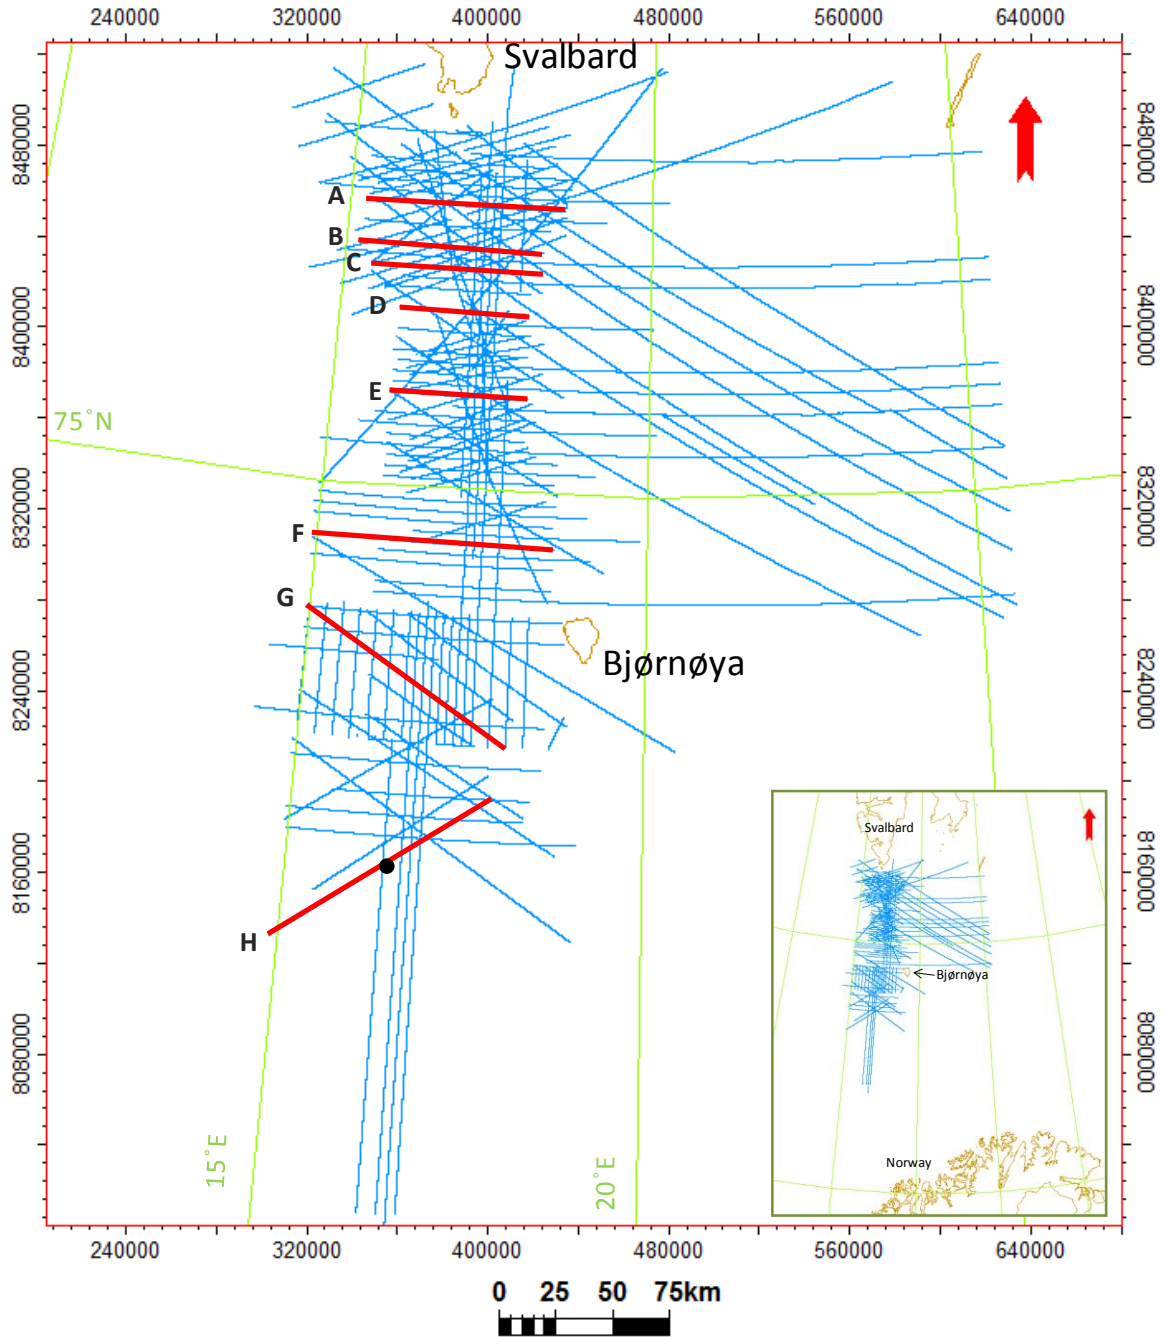 240000 320000 400000 480000 560000 640000
Svalbard
8480000 8480000
A
B
C
D
8400000 8400000
E
75°N
8320000 8320000
F
G
Bjørnøya
8240000 8240000
Svalbard
8160000 8160000
H
Bjørnøya
8080000 8080000
15°E
20°E
Norway
240000 320000 400000 480000 560000 640000
0 25 50 75km